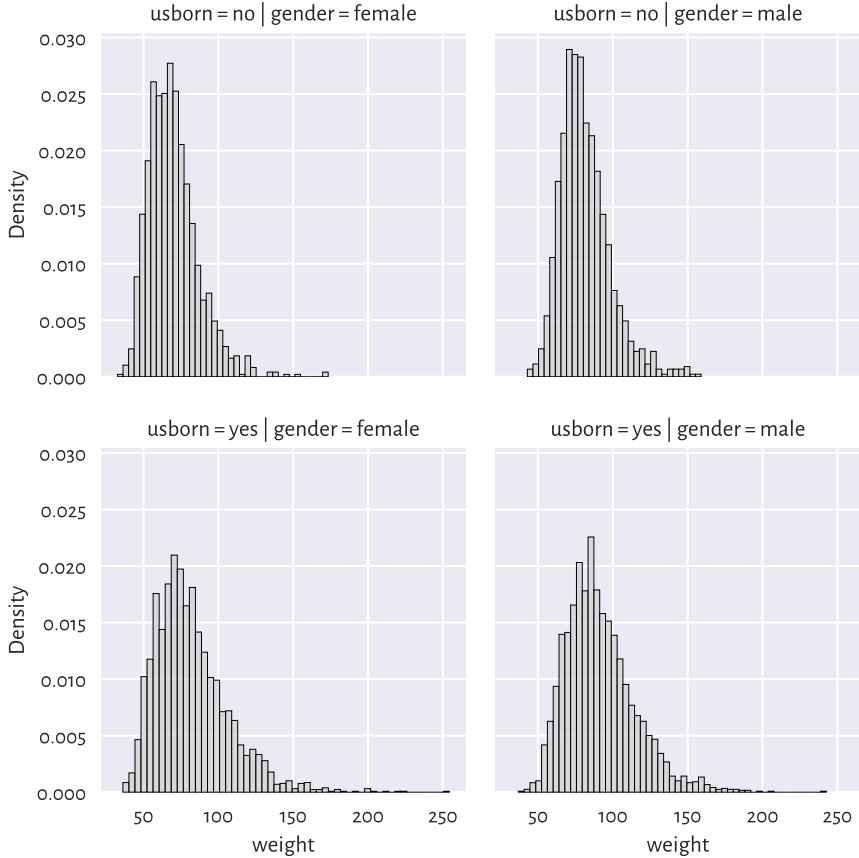 usborn = no | gender = female
usborn = no | gender = male
0.030
0.025
0.020
0.015
0.010
0.005
0.000
Density
usborn = yes | gender = female
usborn = yes | gender = male
0.030
0.025
0.020
0.015
0.010
0.005
0.000
Density
50 100 150 200 250
50 100 150 200 250
weight
weight